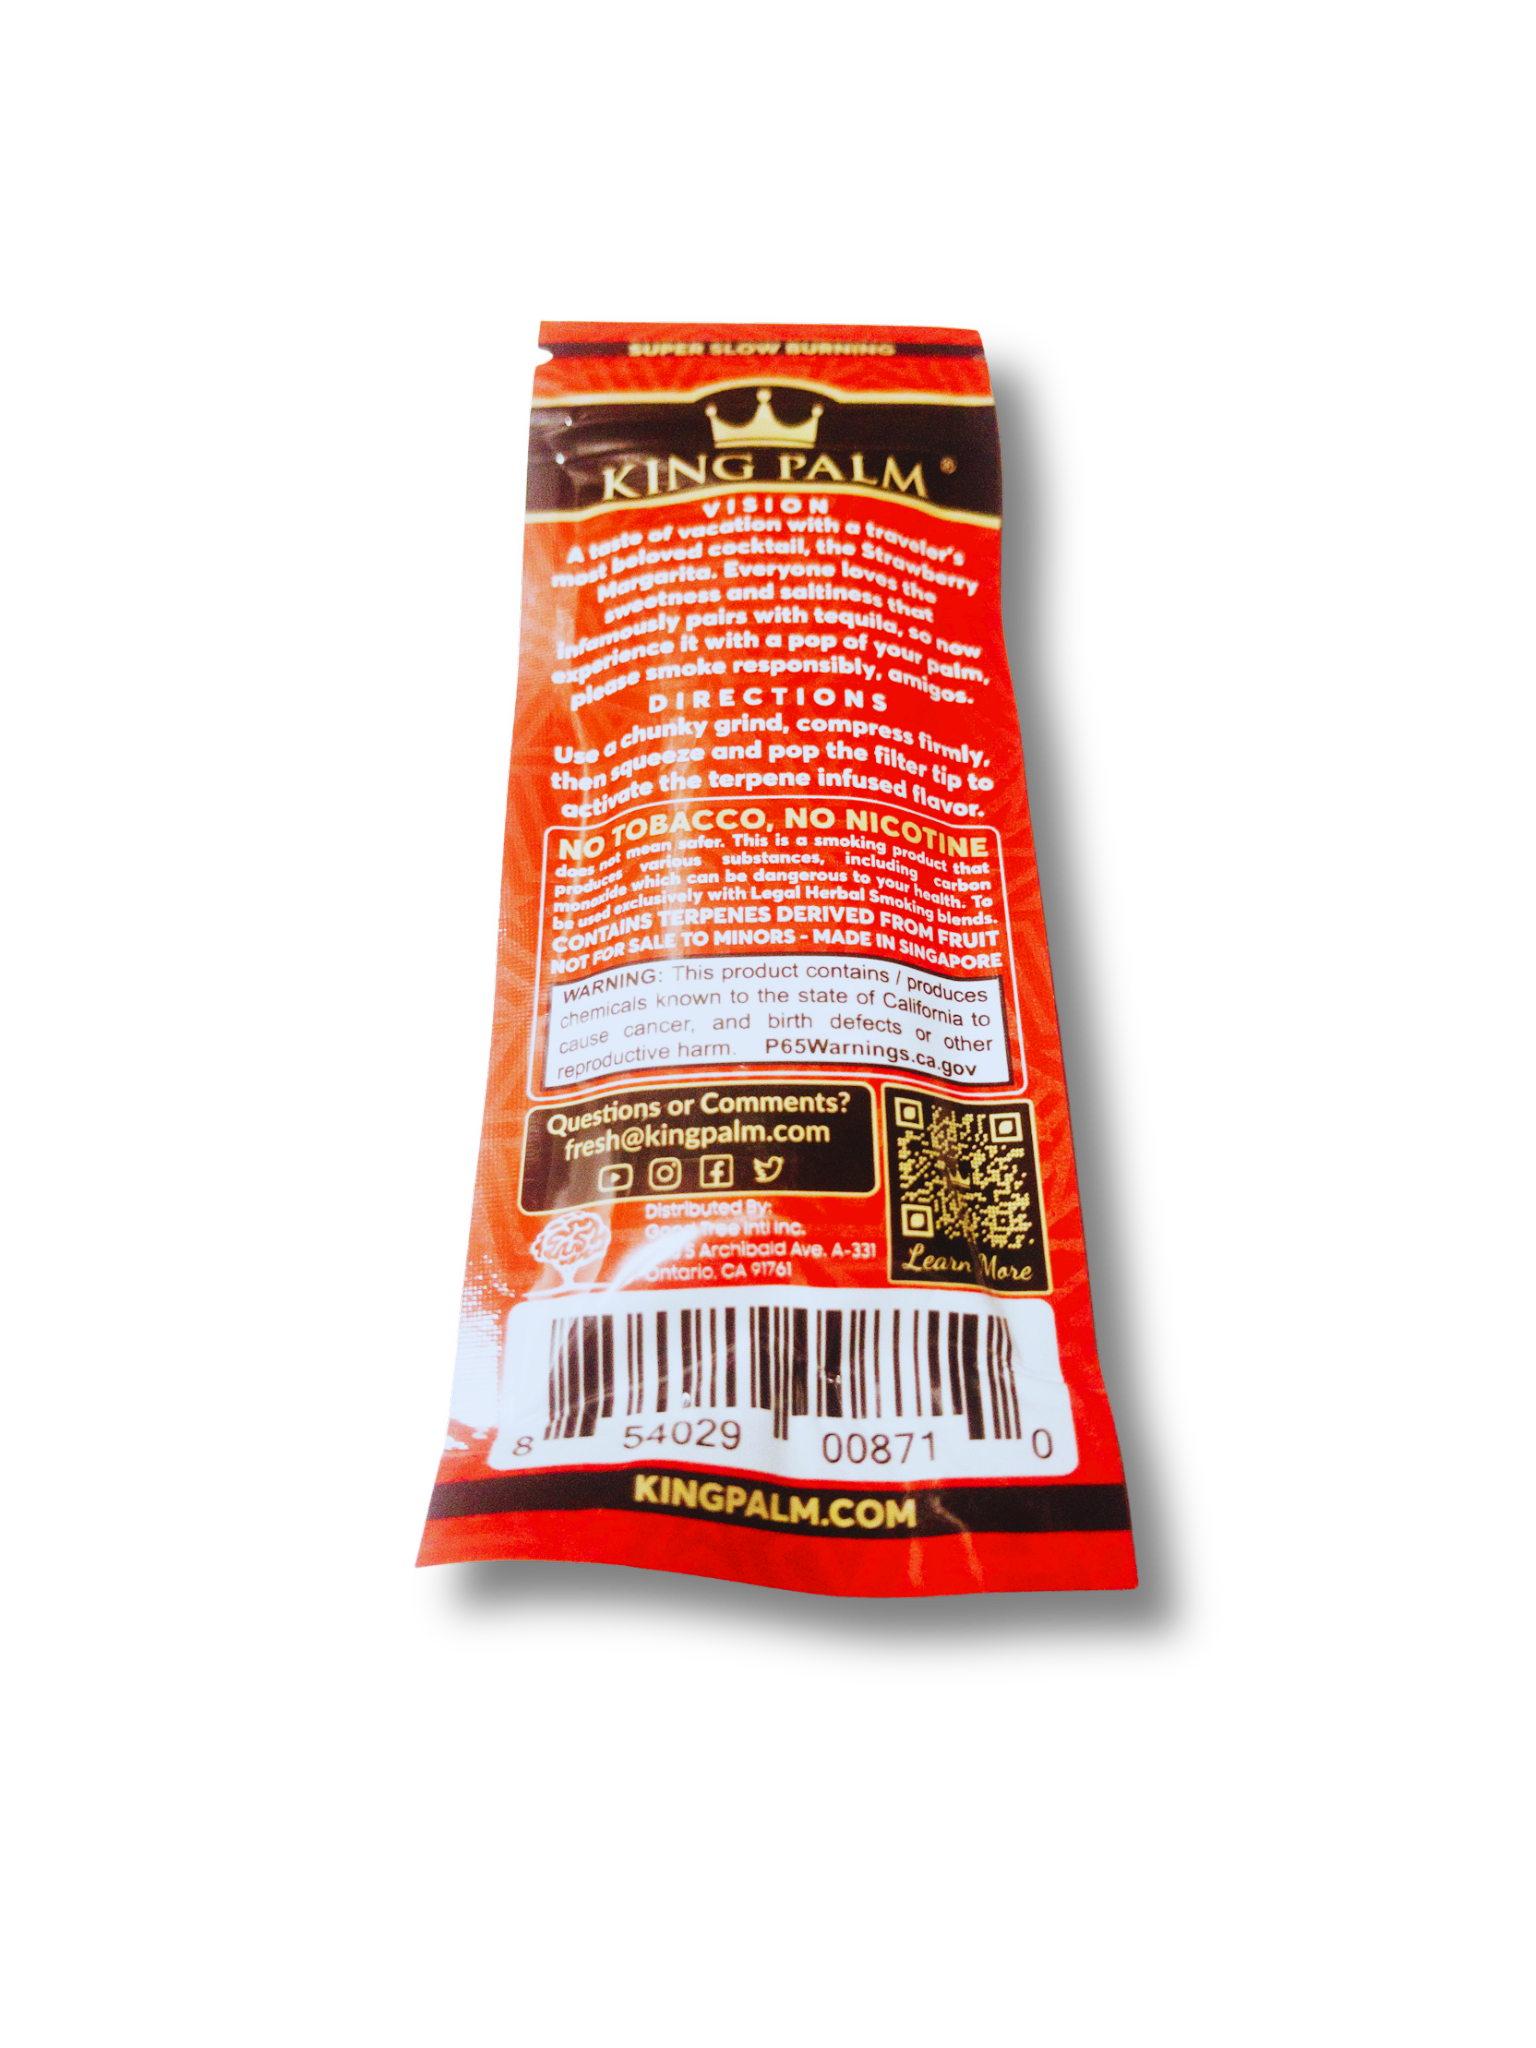 SUPER SLOW BURNING
KING PALM®
VISION
A taste of vacation with a traveler's
most beloved cocktail, the Strawberry
Margarita. Everyone loves the
sweetness and saltiness that
infamously pairs with tequila, so now
experience it with a pop of your palm,
please smoke responsibly, amigos.
DIRECTIONS
Use a chunky grind, compress firmly,
then squeeze and pop the filter tip to
activate the terpene infused flavor.
NO TOBACCO, NO NICOTINE
does not mean safer. This is a smoking product that
produces various substances, including carbon
monoxide which can be dangerous to your health. To
be used exclusively with Legal Herbal Smoking blends.
CONTAINS TERPENES DERIVED FROM FRUIT
NOT FOR SALE TO MINORS - MADE IN SINGAPORE
WARNING: This product contains / produces
chemicals known to the state of California to
cause cancer, and birth defects or other
reproductive harm. P65Warnings.ca.gov
Questions or Comments?
fresh@kingpalm.com
Learn More
Distributed By:
Good Tree Intl Inc.
S Archibald Ave. A-331
Ontario, CA 91761
8 54029 00871 0
KINGPALM.COM